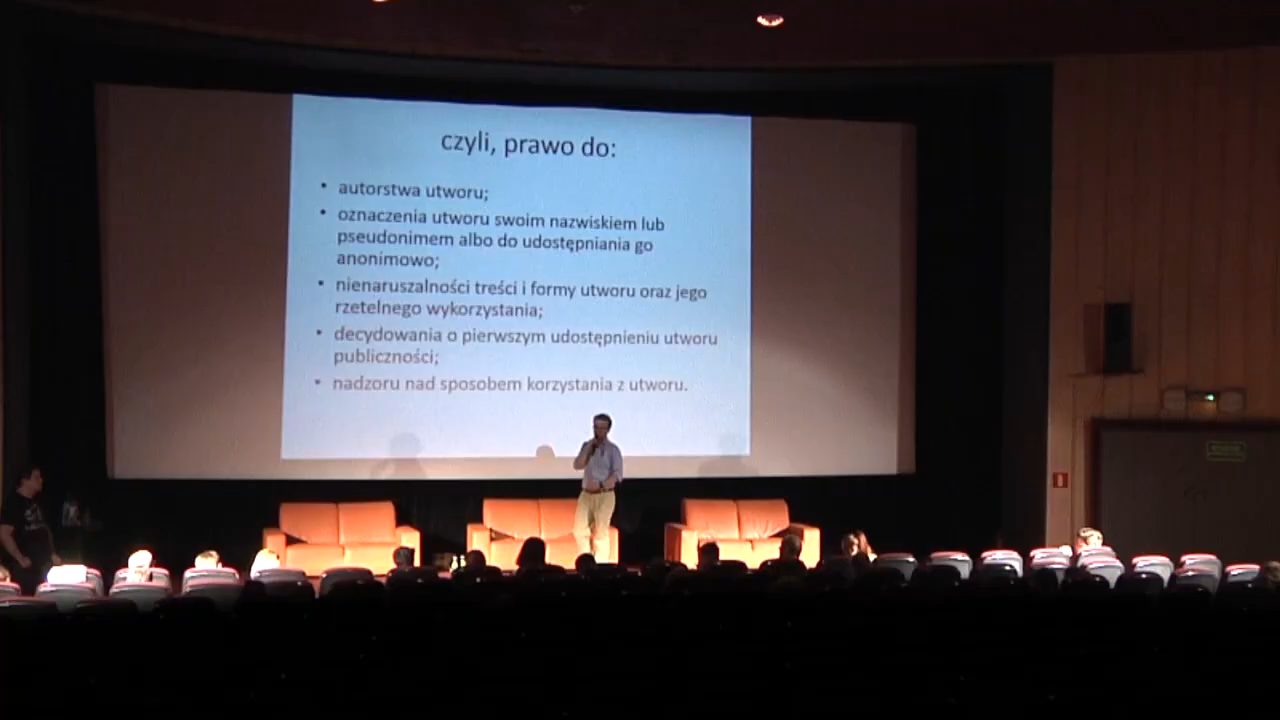 czyli, prawo do:
• autorstwa utworu;
• oznaczenia utworu swoim nazwiskiem lub
pseudonimem albo do udostępniania go
anonimowo;
• nienaruszalności treści i formy utworu oraz jego
rzetelnego wykorzystania;
• decydowania o pierwszym udostępnieniu utworu
publiczności;
• nadzoru nad sposobem korzystania z utworu.